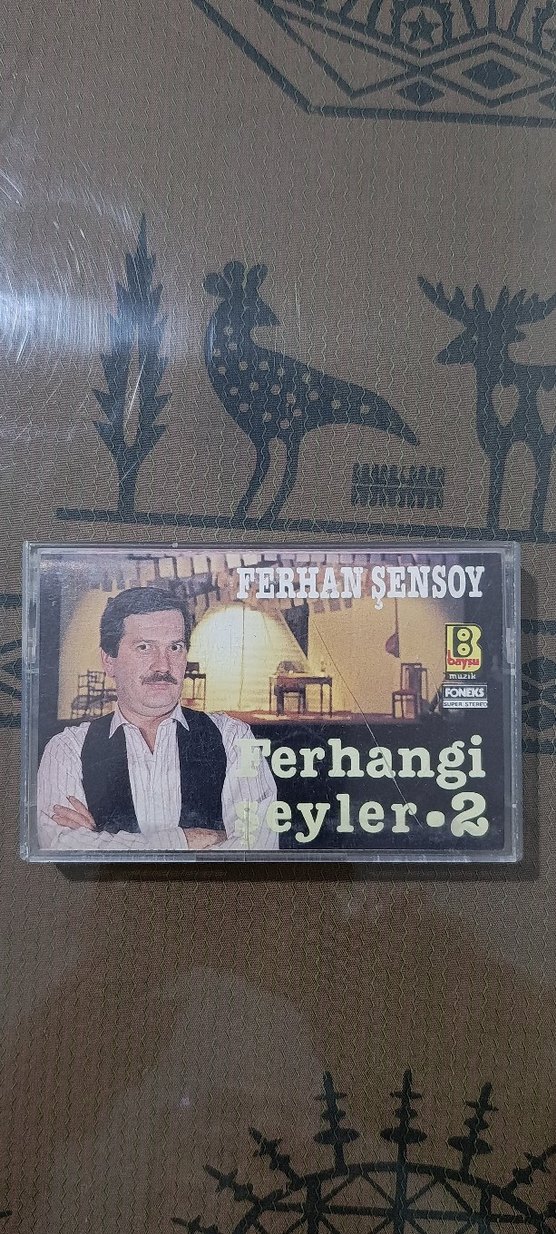 FERHAN ŞENSOY
B
baysu
müzik
FONEKS
SUPER STEREO
Ferhangi
şeyler • 2